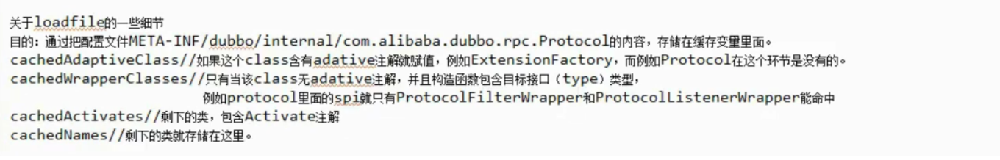 关于loadfile的一些细节
目的：通过把配置文件META-INF/dubbo/internal/com.alibaba.dubbo.rpc.Protocol的内容，存储在缓存变量里面。
cachedAdaptiveClass//如果这个class含有adative注解就赋值，例如ExtensionFactory，而例如Protocol在这个环节是没有的。
cachedWrapperClasses//只有当该class无adative注解，并且构造函数包含目标接口（type）类型，
例如protocol里面的spi就只有ProtocolFilterWrapper和ProtocolListenerWrapper能命中
cachedActivates//剩下的类，包含Activate注解
cachedNames//剩下的类就存储在这里。